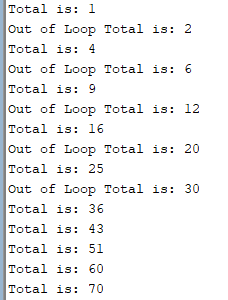 Total is: 1
Out of Loop Total is: 2
Total is: 4
Out of Loop Total is: 6
Total is: 9
Out of Loop Total is: 12
Total is: 16
Out of Loop Total is: 20
Total is: 25
Out of Loop Total is: 30
Total is: 36
Total is: 43
Total is: 51
Total is: 60
Total is: 70